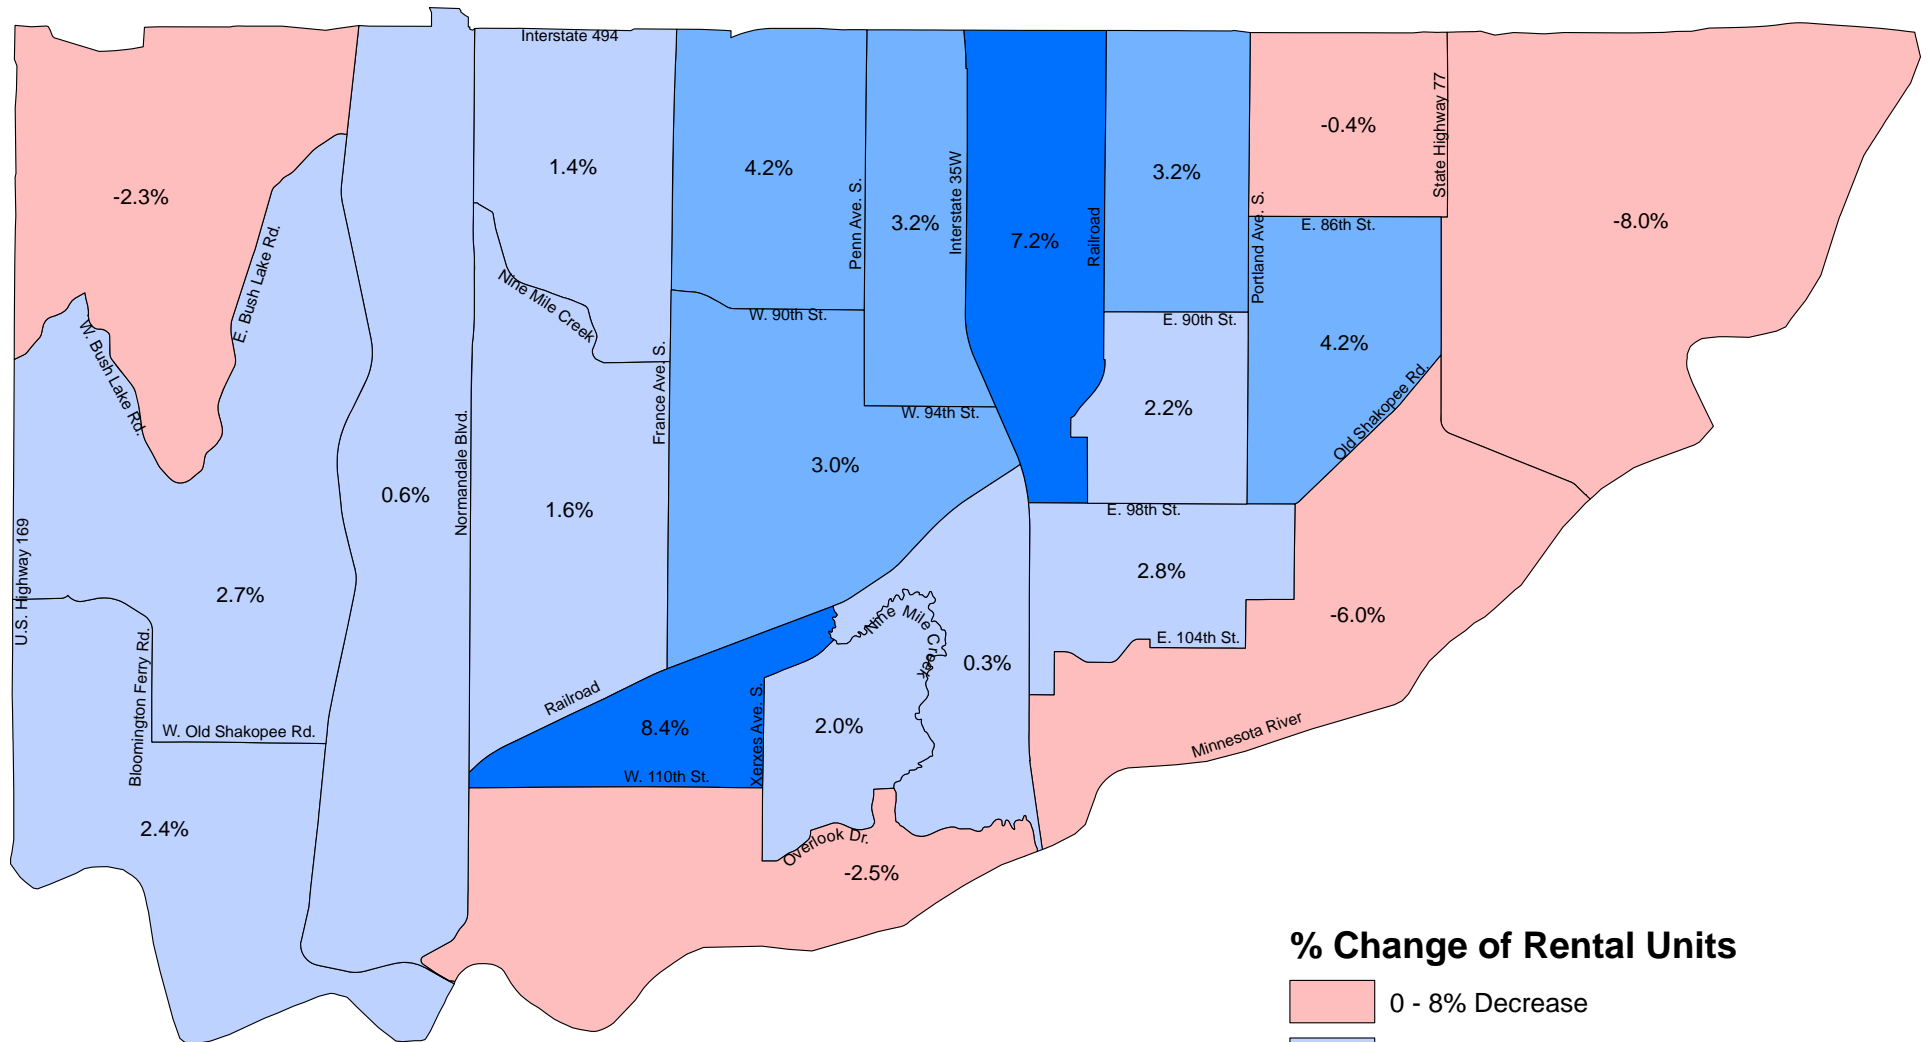 Interstate 494
State Highway 77
-0.4%
1.4%
4.2%
3.2%
-2.3%
Penn Ave. S.
Interstate 35W
3.2%
7.2%
Railroad
Portland Ave. S.
E. 86th St.
-8.0%
E. Bush Lake Rd.
Nine Mile Creek
W. 90th St.
E. 90th St.
4.2%
W. Bush Lake Rd.
France Ave. S.
W. 94th St.
2.2%
Old Shakopee Rd.
Normandale Blvd.
3.0%
0.6%
1.6%
E. 98th St.
U.S. Highway 169
2.7%
2.8%
-6.0%
Nine Mile Creek
E. 104th St.
Bloomington Ferry Rd.
0.3%
Railroad
Xerxes Ave. S.
W. Old Shakopee Rd.
8.4%
2.0%
Minnesota River
W. 110th St.
2.4%
Overlook Dr.
-2.5%
% Change of Rental Units
0 - 8% Decrease